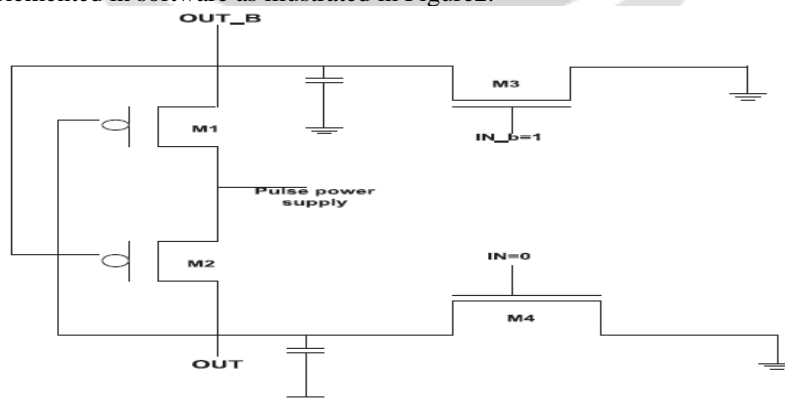 elemented in software as illustrated in Figure2.
OUT_B
M3
M1
IN_b=1
Pulse power
supply
IN=0
M2
M4
OUT